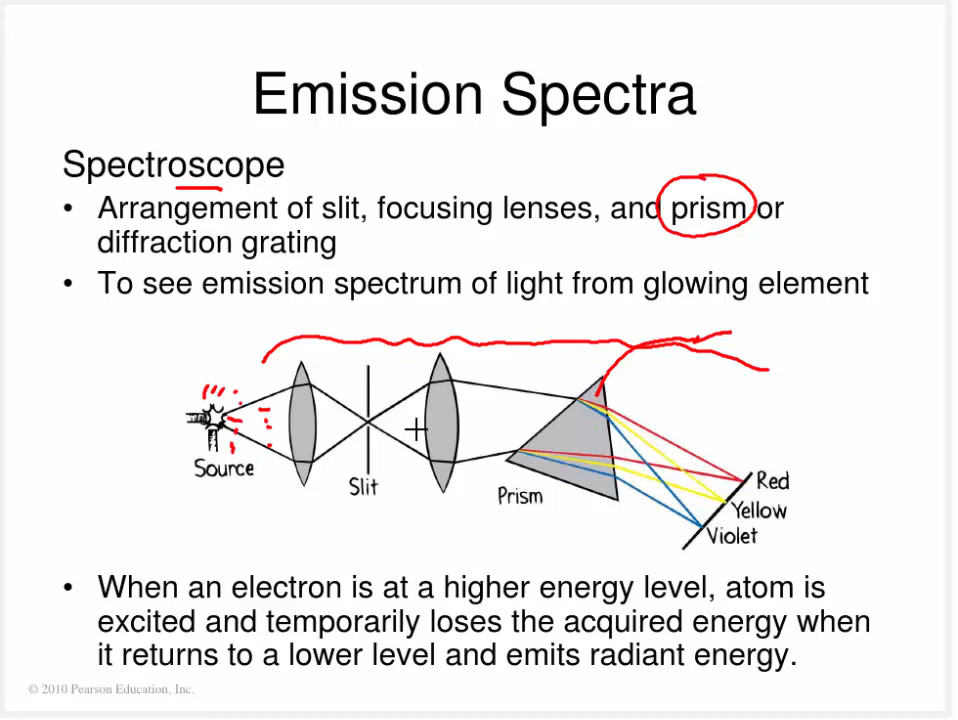 Emission Spectra
Spectroscope
• Arrangement of slit, focusing lenses, and prism or
diffraction grating
• To see emission spectrum of light from glowing element
Source
Slit
Prism
Red
Yellow
Violet
• When an electron is at a higher energy level, atom is
excited and temporarily loses the acquired energy when
it returns to a lower level and emits radiant energy.
© 2010 Pearson Education, Inc.